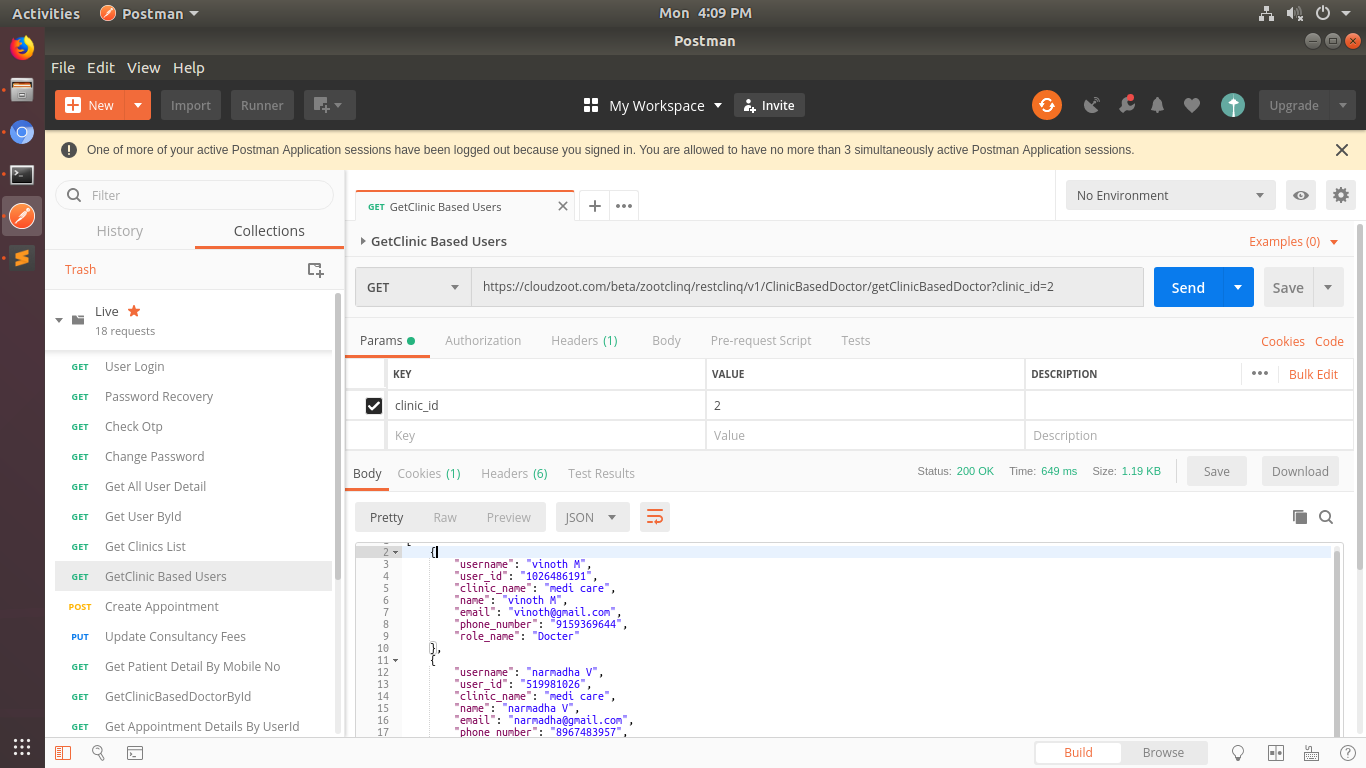 Activities Postman Mon 4:09 PM
Postman
File Edit View Help
New Import Runner My Workspace Invite Upgrade
One of more of your active Postman Application sessions have been logged out because you signed in. You are allowed to have no more than 3 simultaneously active Postman Application sessions.
Filter
History Collections
Trash
Live
18 requests
GET User Login
GET Password Recovery
GET Check Otp
GET Change Password
GET Get All User Detail
GET Get User ById
GET Get Clinics List
GET GetClinic Based Users
POST Create Appointment
PUT Update Consultancy Fees
GET Get Patient Detail By Mobile No
GET GetClinicBasedDoctorById
GET Get Appointment Details By UserId
GET GetClinic Based Users
No Environment
GetClinic Based Users
Examples (0)
GET https://cloudzoot.com/beta/zootclinq/restclinq/v1/ClinicBasedDoctor/getClinicBasedDoctor?clinic_id=2 Send Save
Params Authorization Headers (1) Body Pre-request Script Tests Cookies Code
KEY VALUE DESCRIPTION Bulk Edit
clinic_id 2
Key Value Description
Body Cookies (1) Headers (6) Test Results Status: 200 OK Time: 649 ms Size: 1.19 KB Save Download
Pretty Raw Preview JSON
2 {
3 "username": "vinoth M",
4 "user_id": "1026486191",
5 "clinic_name": "medi care",
6 "name": "vinoth M",
7 "email": "vinoth@gmail.com",
8 "phone_number": "9159369644",
9 "role_name": "Docter"
10 },
11 {
12 "username": "narmadha V",
13 "user_id": "519981026",
14 "clinic_name": "medi care",
15 "name": "narmadha V",
16 "email": "narmadha@gmail.com",
17 "phone_number": "8967483957",
Build Browse